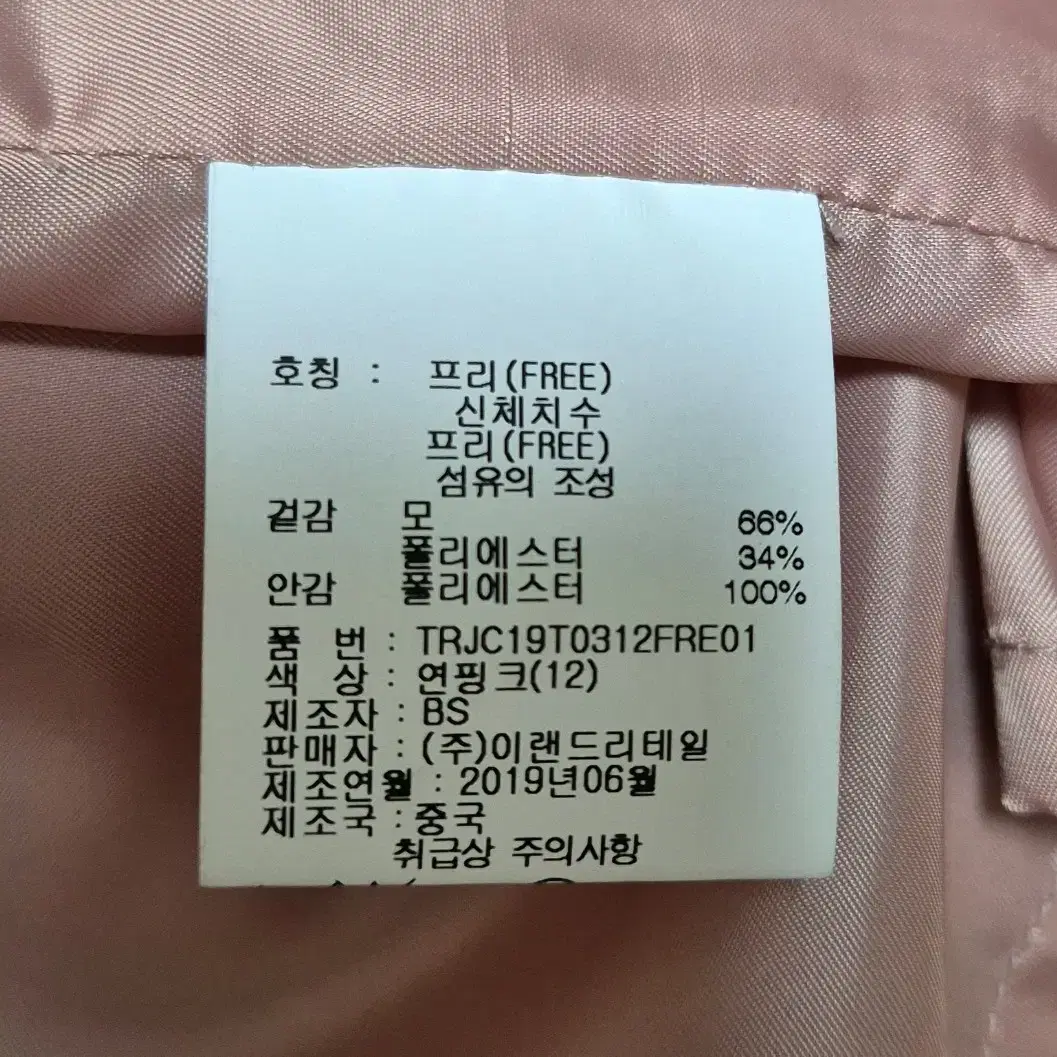 호칭 : 프리(FREE)
신체치수
프리(FREE)
섬유의 조성
겉감 모 66%
폴리에스터 34%
안감 폴리에스터 100%
품 번 : TRJC19T0312FRE01
색 상 : 연핑크(12)
제조자 : BS
판매자 : (주)이랜드리테일
제조연월 : 2019년06월
제조국 : 중국
취급상 주의사항